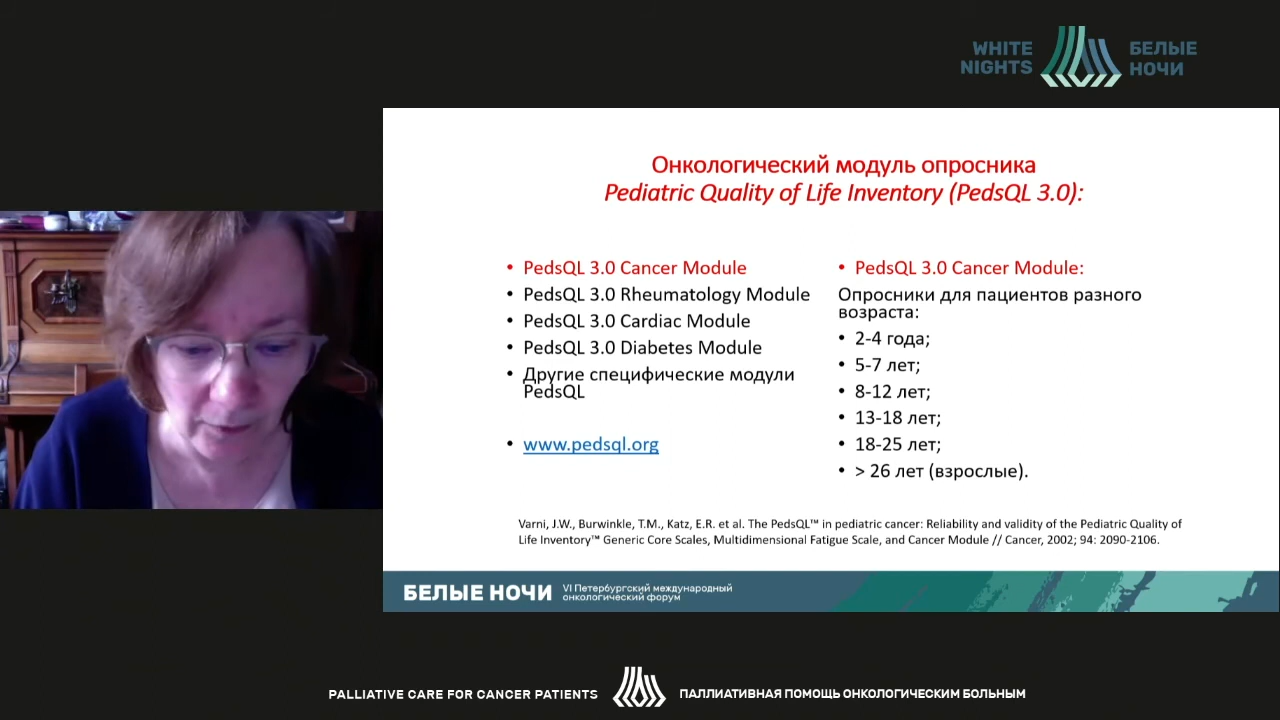 WHITE
NIGHTS
БЕЛЫЕ
НОЧИ
Онкологический модуль опросника
Pediatric Quality of Life Inventory (PedsQL 3.0):
• PedsQL 3.0 Cancer Module
• PedsQL 3.0 Rheumatology Module
• PedsQL 3.0 Cardiac Module
• PedsQL 3.0 Diabetes Module
• Другие специфические модули
PedsQL
• www.pedsql.org
• PedsQL 3.0 Cancer Module:
Опросники для пациентов разного
возраста:
• 2-4 года;
• 5-7 лет;
• 8-12 лет;
• 13-18 лет;
• 18-25 лет;
• > 26 лет (взрослые).
Varni, J.W., Burwinkle, T.M., Katz, E.R. et al. The PedsQL™ in pediatric cancer: Reliability and validity of the Pediatric Quality of
Life Inventory™ Generic Core Scales, Multidimensional Fatigue Scale, and Cancer Module // Cancer, 2002; 94: 2090-2106.
БЕЛЫЕ НОЧИ
VI Петербургский международный
онкологический форум
PALLIATIVE CARE FOR CANCER PATIENTS
ПАЛЛИАТИВНАЯ ПОМОЩЬ ОНКОЛОГИЧЕСКИМ БОЛЬНЫМ